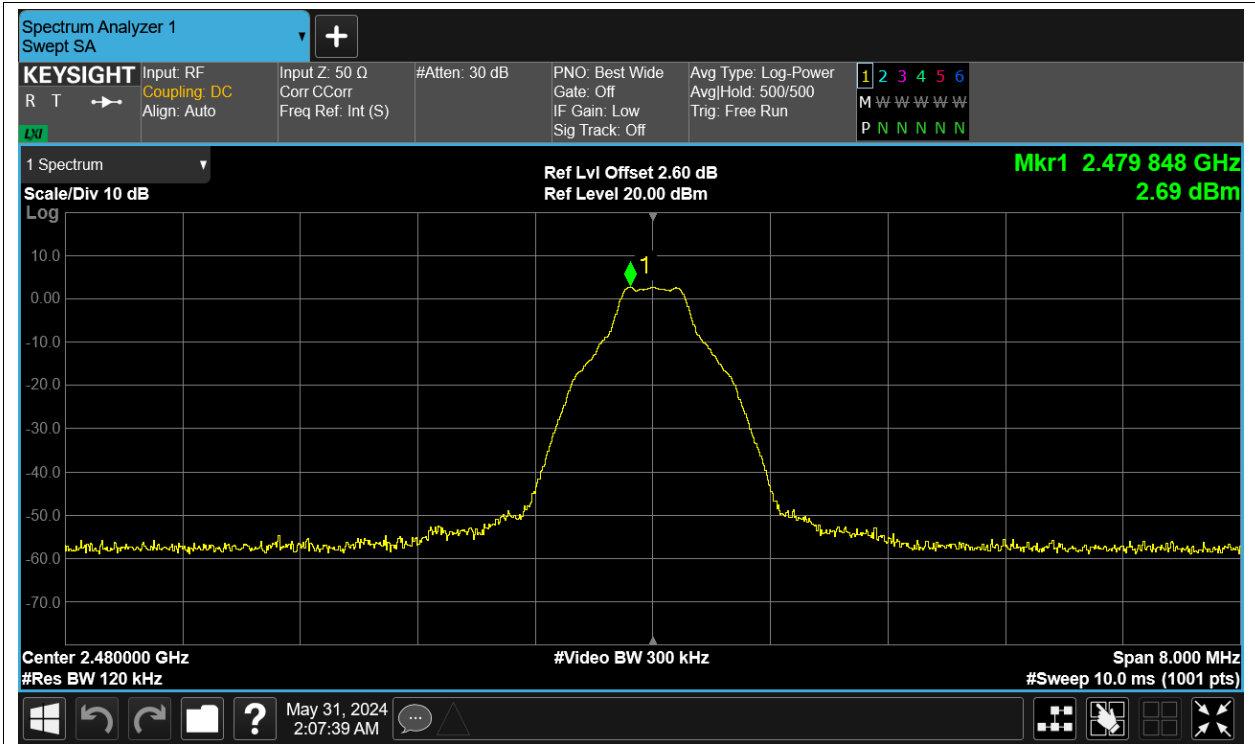 Spectrum Analyzer 1
Swept SA
KEYSIGHT
R T
LXI
Input: RF
Coupling: DC
Align: Auto
Input Z: 50 Ω
Corr CCorr
Freq Ref: Int (S)
#Atten: 30 dB
PNO: Best Wide
Gate: Off
IF Gain: Low
Sig Track: Off
Avg Type: Log-Power
Avg|Hold: 500/500
Trig: Free Run
1 2 3 4 5 6
M W W W W W
P N N N N N
1 Spectrum
Scale/Div 10 dB
Log
Ref Lvl Offset 2.60 dB
Ref Level 20.00 dBm
Mkr1 2.479 848 GHz
2.69 dBm
1
10.0
0.00
-10.0
-20.0
-30.0
-40.0
-50.0
-60.0
-70.0
Center 2.480000 GHz
#Video BW 300 kHz
Span 8.000 MHz
#Res BW 120 kHz
#Sweep 10.0 ms (1001 pts)
?
May 31, 2024
2:07:39 AM